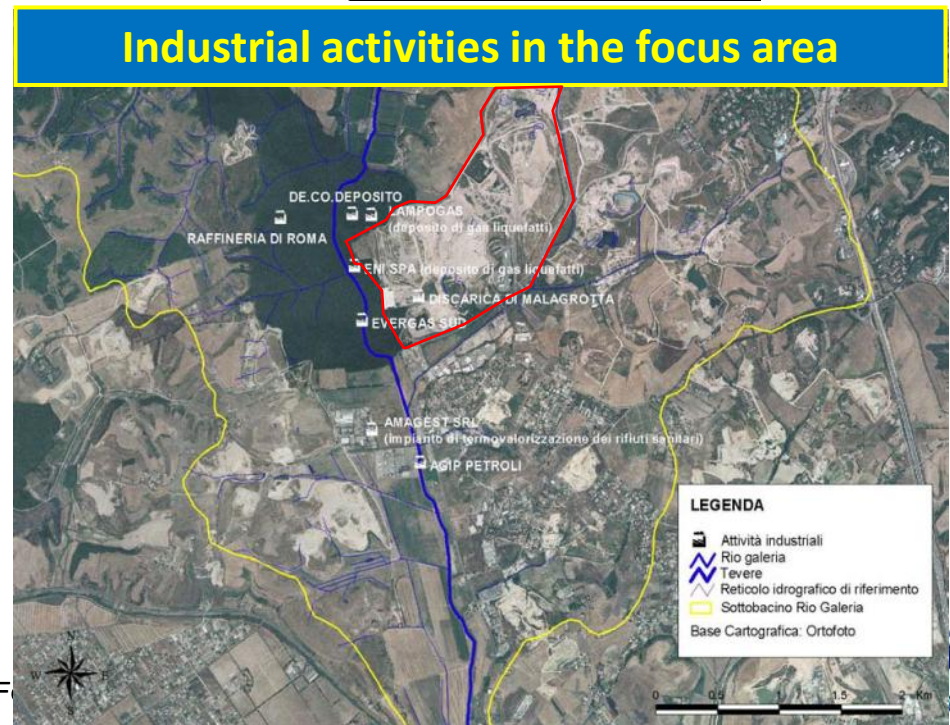 Industrial activities in the focus area
DE.CO.DEPOSITO
LAMPOGAS
(deposito di gas liquefatti)
RAFFINERIA DI ROMA
ENI SPA (deposito di gas liquefatti)
DISCARICA DI MALAGROTTA
EVERGAS SUD
AMAGEST SRL
(impianto di termovalorizzazione dei rifiuti sanitari)
AGIP PETROLI
LEGENDA
Attività industriali
Rio galeria
Tevere
Reticolo idrografico di riferimento
Sottobacino Rio Galeria
Base Cartografica: Ortofoto
N
W E
S
0 0.5 1 1.5 2 Km